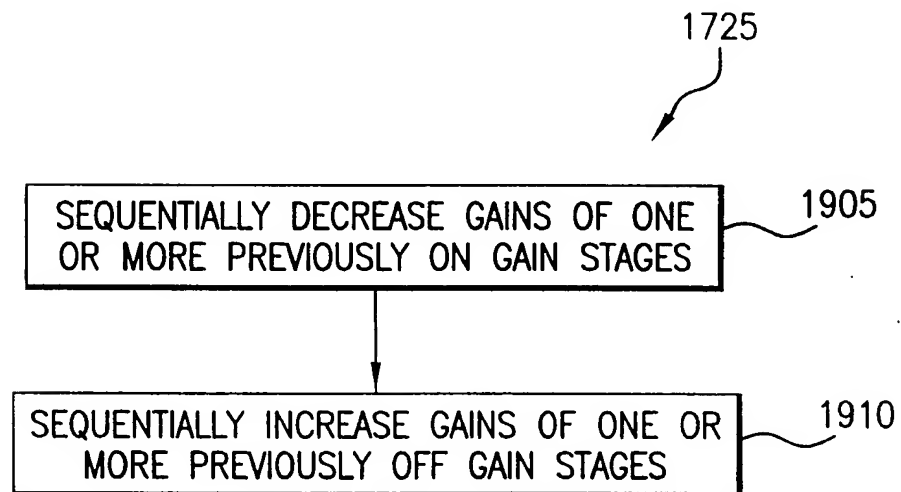 1725
SEQUENTIALLY DECREASE GAINS OF ONE
OR MORE PREVIOUSLY ON GAIN STAGES
1905
SEQUENTIALLY INCREASE GAINS OF ONE OR
MORE PREVIOUSLY OFF GAIN STAGES
1910